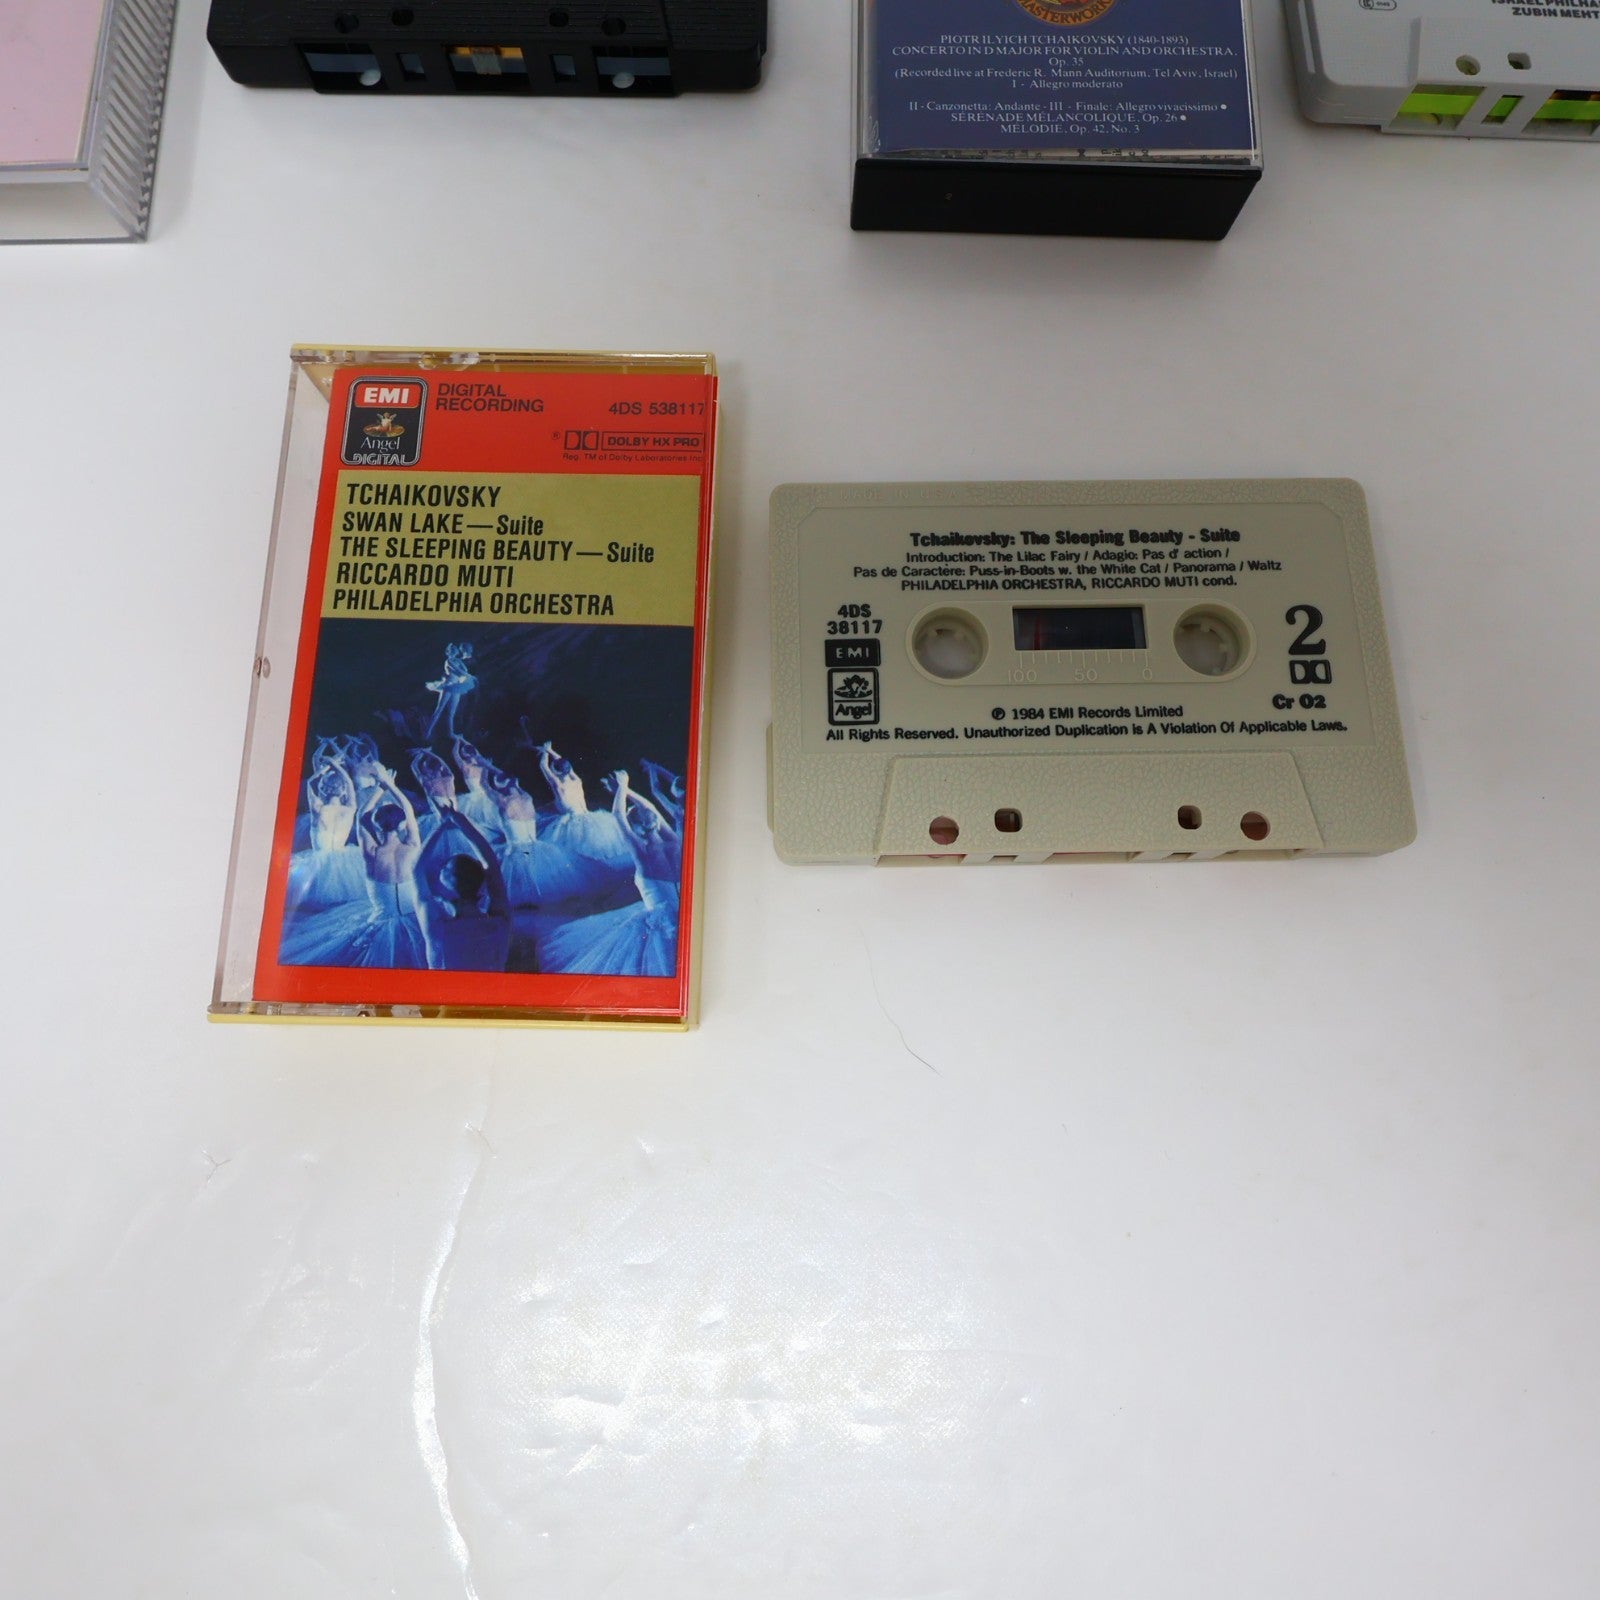 MASTERWORKS
PIOTR ILYICH TCHAIKOVSKY (1840-1893)
CONCERTO IN D MAJOR FOR VIOLIN AND ORCHESTRA,
Op. 35
(Recorded live at Frederic R. Mann Auditorium, Tel Aviv, Israel)
I - Allegro moderato
II - Canzonetta: Andante - III - Finale: Allegro vivacissimo ●
SÉRÉNADE MÉLANCOLIQUE, Op. 26 ●
MÉLODIE, Op. 42, No. 3
ZUBIN MEHT
EMI
Angel
DIGITAL
DIGITAL
RECORDING
4DS 538117
® DOLBY HX PRO
Reg. TM of Dolby Laboratories Inc
TCHAIKOVSKY
SWAN LAKE — Suite
THE SLEEPING BEAUTY — Suite
RICCARDO MUTI
PHILADELPHIA ORCHESTRA
MADE IN U.S.A.
Tchaikovsky: The Sleeping Beauty - Suite
Introduction: The Lilac Fairy / Adagio: Pas d' action /
Pas de Caractère: Puss-in-Boots w. the White Cat / Panorama / Waltz
PHILADELPHIA ORCHESTRA, RICCARDO MUTI cond.
4DS
38117
EMI
Angel
100 50 0
2
Cr O2
℗ 1984 EMI Records Limited
All Rights Reserved. Unauthorized Duplication is A Violation Of Applicable Laws.